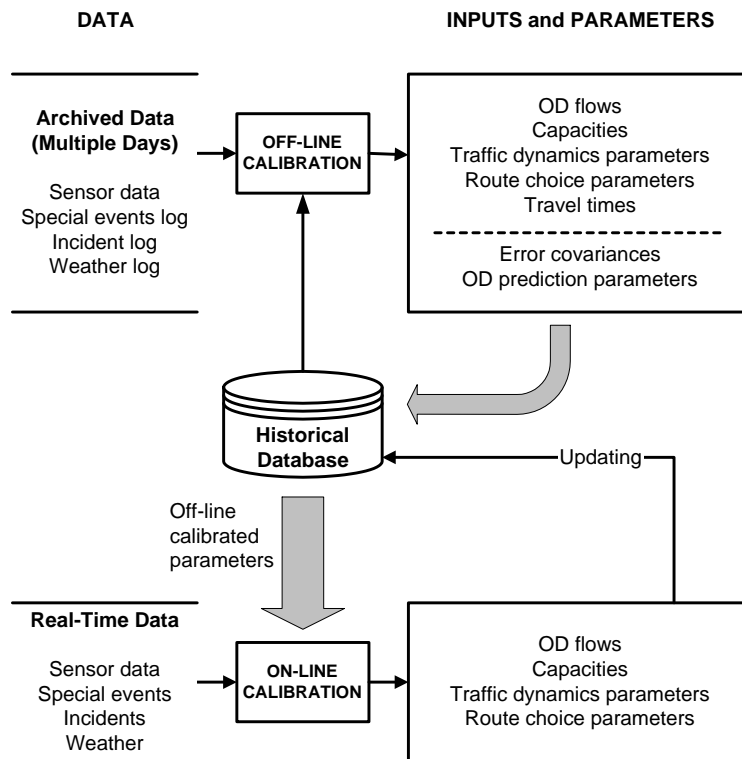 DATA
INPUTS and PARAMETERS
Archived Data
(Multiple Days)
Sensor data
Special events log
Incident log
Weather log
OFF-LINE
CALIBRATION
OD flows
Capacities
Traffic dynamics parameters
Route choice parameters
Travel times
Error covariances
OD prediction parameters
Historical
Database
Updating
Off-line
calibrated
parameters
Real-Time Data
Sensor data
Special events
Incidents
Weather
ON-LINE
CALIBRATION
OD flows
Capacities
Traffic dynamics parameters
Route choice parameters